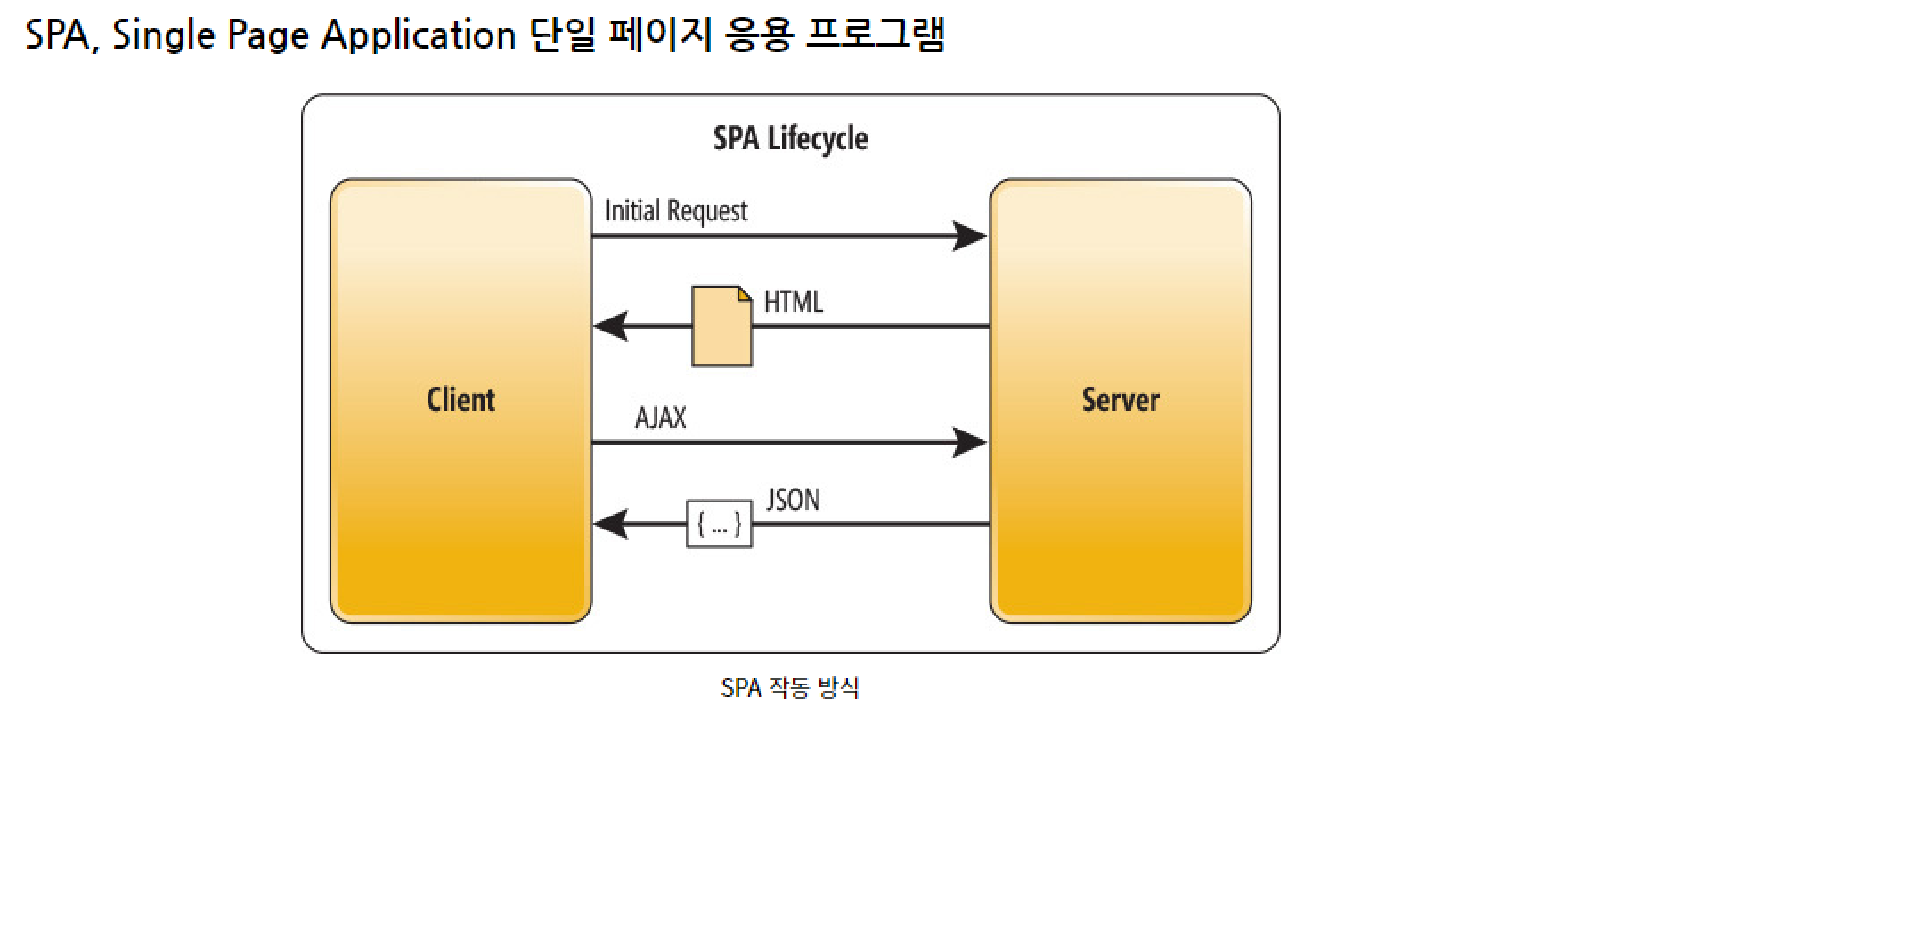 SPA, Single Page Application 단일 페이지 응용 프로그램
SPA Lifecycle
Initial Request
HTML
Client
Server
AJAX
JSON
{ ... }
SPA 작동 방식